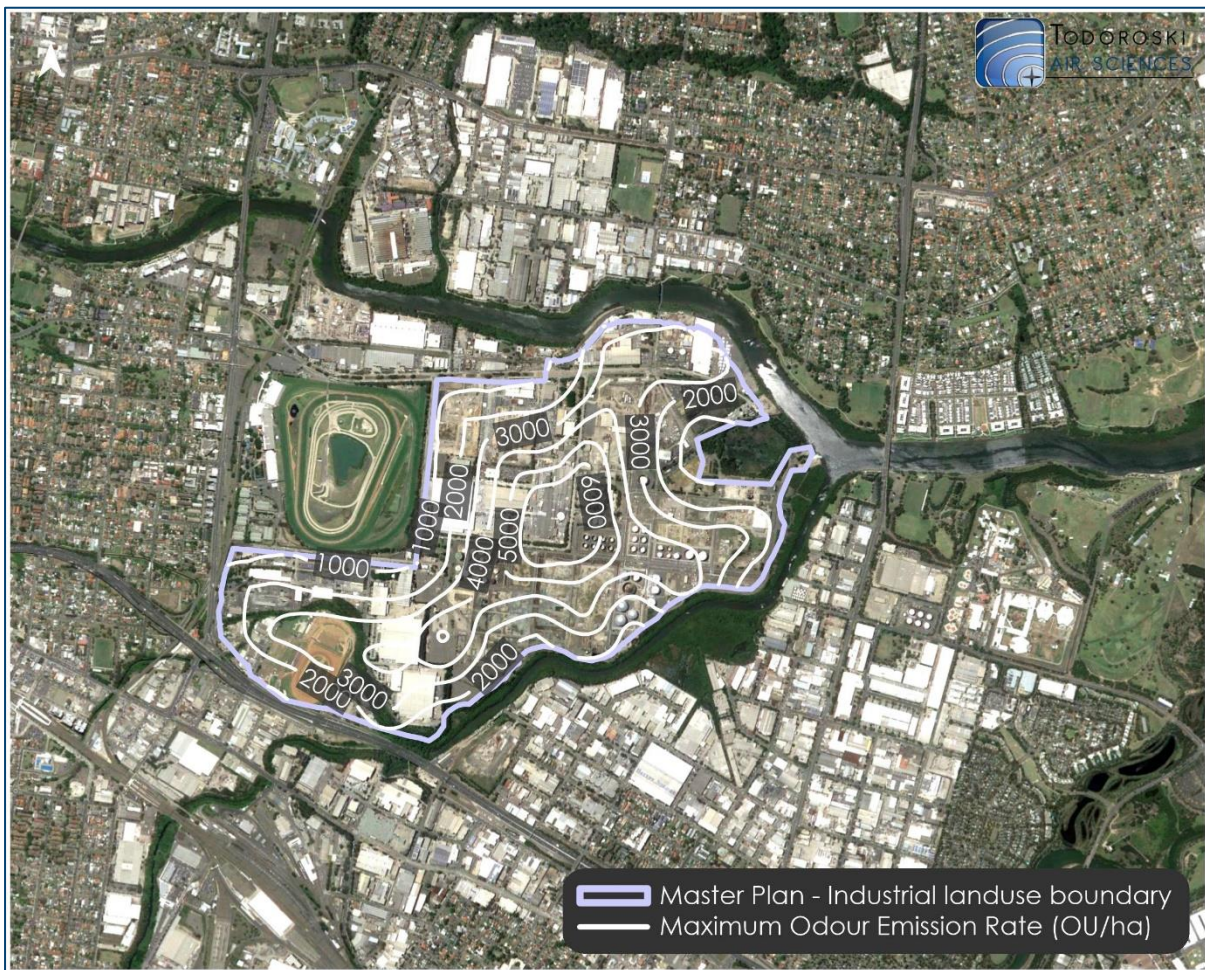 TODOROSKI
AIR SCIENCES
N
2000
3000
3000
2000
6000
1000
5000
4000
1000
2000
3000
2000
Master Plan - Industrial landuse boundary
Maximum Odour Emission Rate (OU/ha)